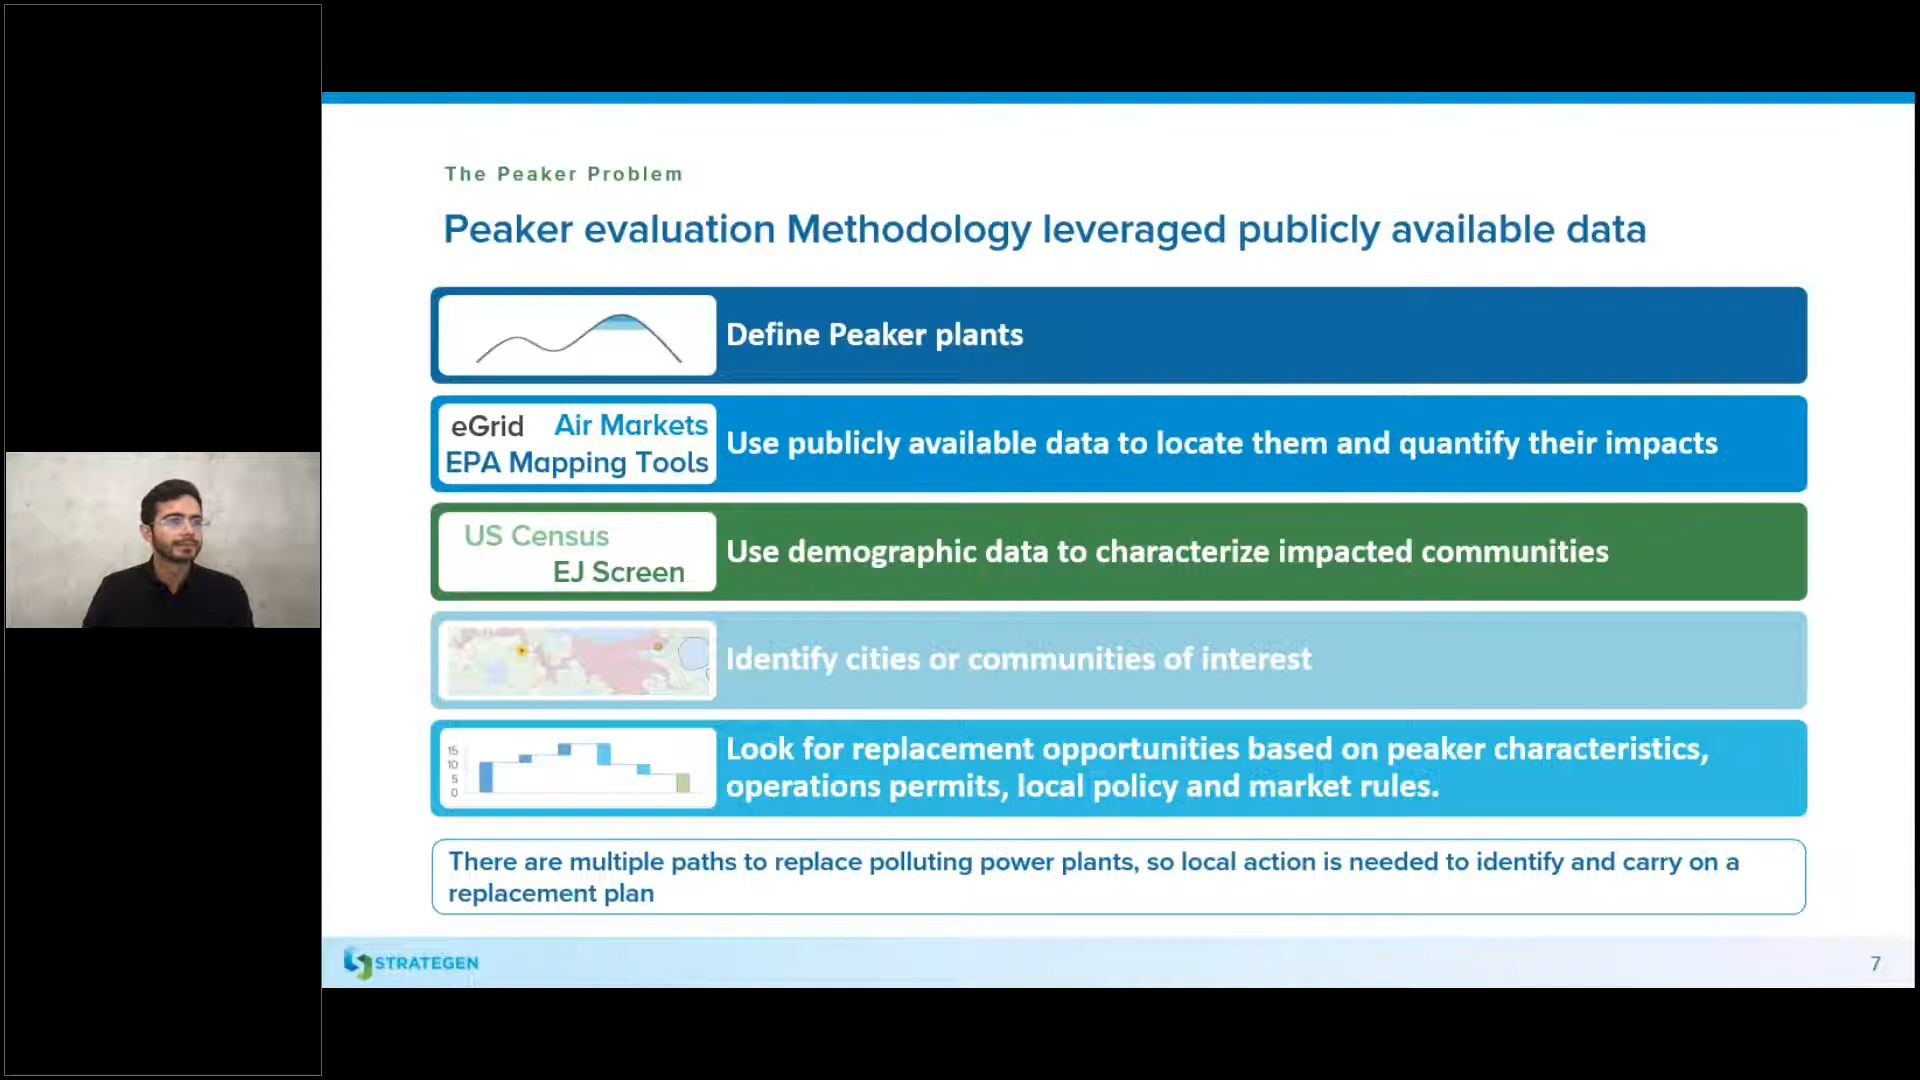 The Peaker Problem
Peaker evaluation Methodology leveraged publicly available data
Define Peaker plants
eGrid Air Markets
EPA Mapping Tools
Use publicly available data to locate them and quantify their impacts
US Census
EJ Screen
Use demographic data to characterize impacted communities
Identify cities or communities of interest
15
10
5
0
Look for replacement opportunities based on peaker characteristics,
operations permits, local policy and market rules.
There are multiple paths to replace polluting power plants, so local action is needed to identify and carry on a
replacement plan
STRATEGEN
7